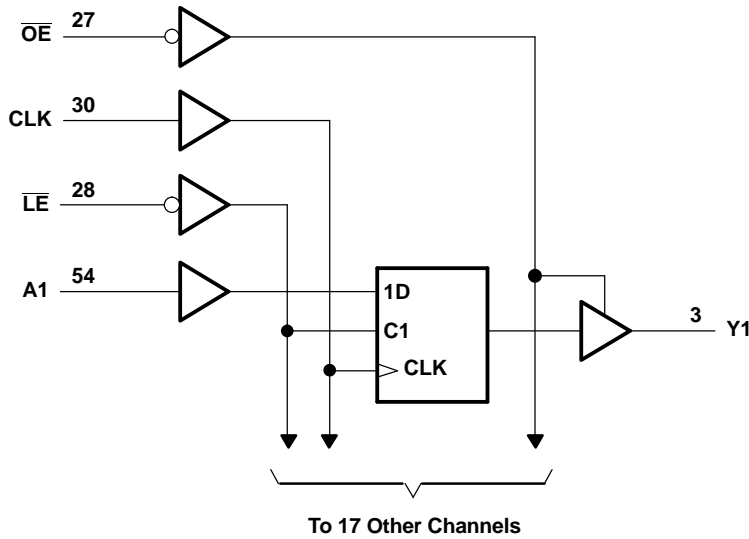 OE 27
CLK 30
LE 28
A1 54
1D
C1
CLK
3 Y1
To 17 Other Channels